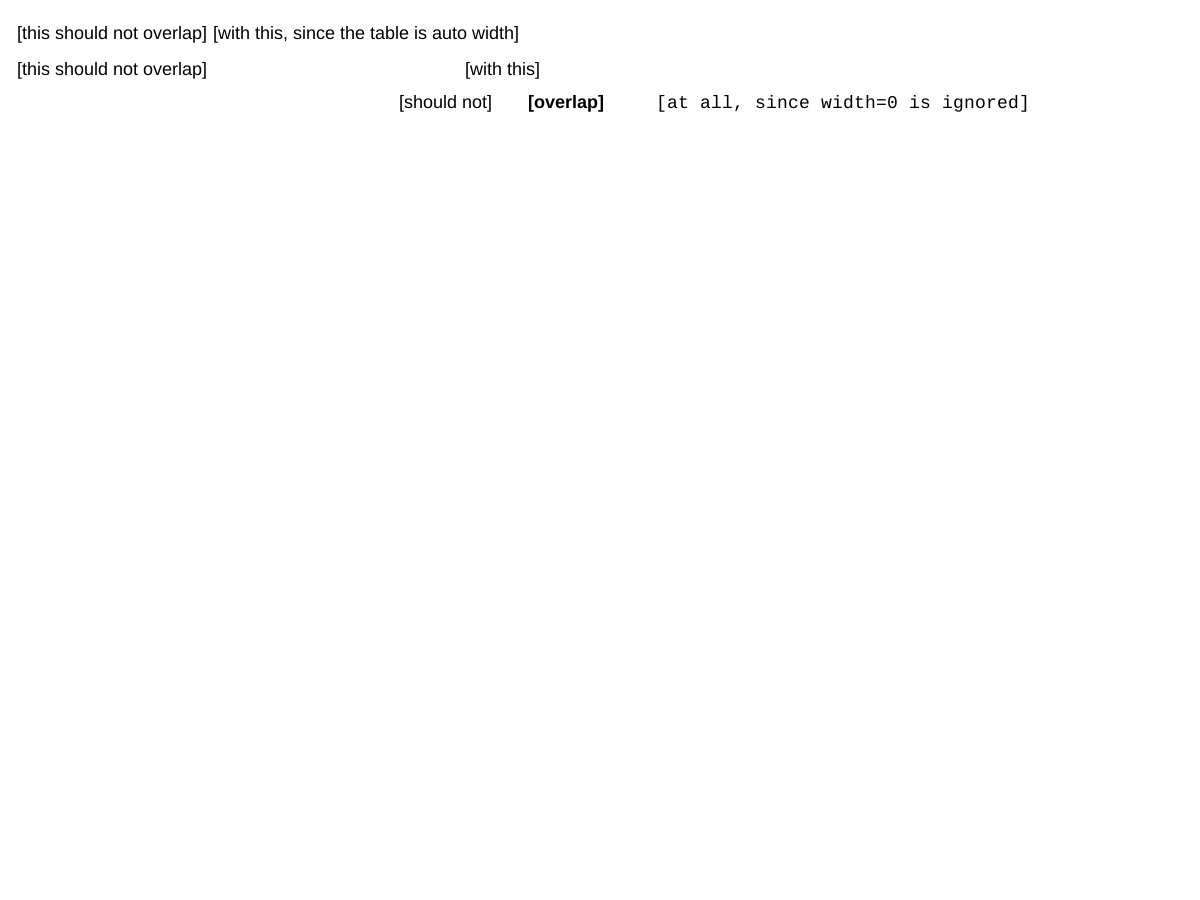 [this should not overlap] [with this, since the table is auto width]
[this should not overlap] [with this]
[should not] [overlap] [at all, since width=0 is ignored]